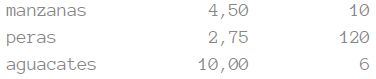 manzanas 4,50 10
peras 2,75 120
aguacates 10,00 6